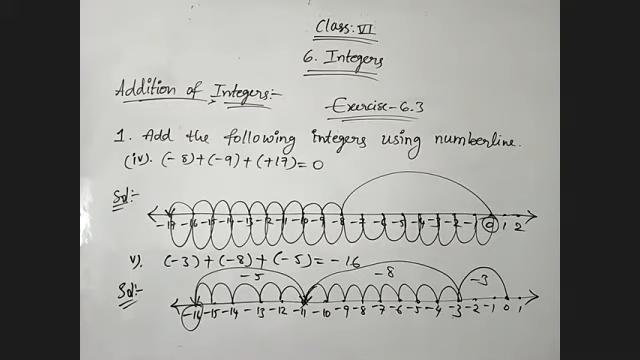 Class: VI
6. Integers
Addition of Integers:-
Exercise-6.3
1. Add the following integers using numberline.
(iv). (-8)+(-9)+(+17)=0
Sol:-
-17 -16 -15 -14 -13 -12 -11 -10 -9 -8 -7 -6 -5 -4 -3 -2 -1 0 1 2
v). (-3)+(-8)+(-5)=-16
-5 -8 -3
Sol:-
-16 -15 -14 -13 -12 -11 -10 -9 -8 -7 -6 -5 -4 -3 -2 -1 0 1